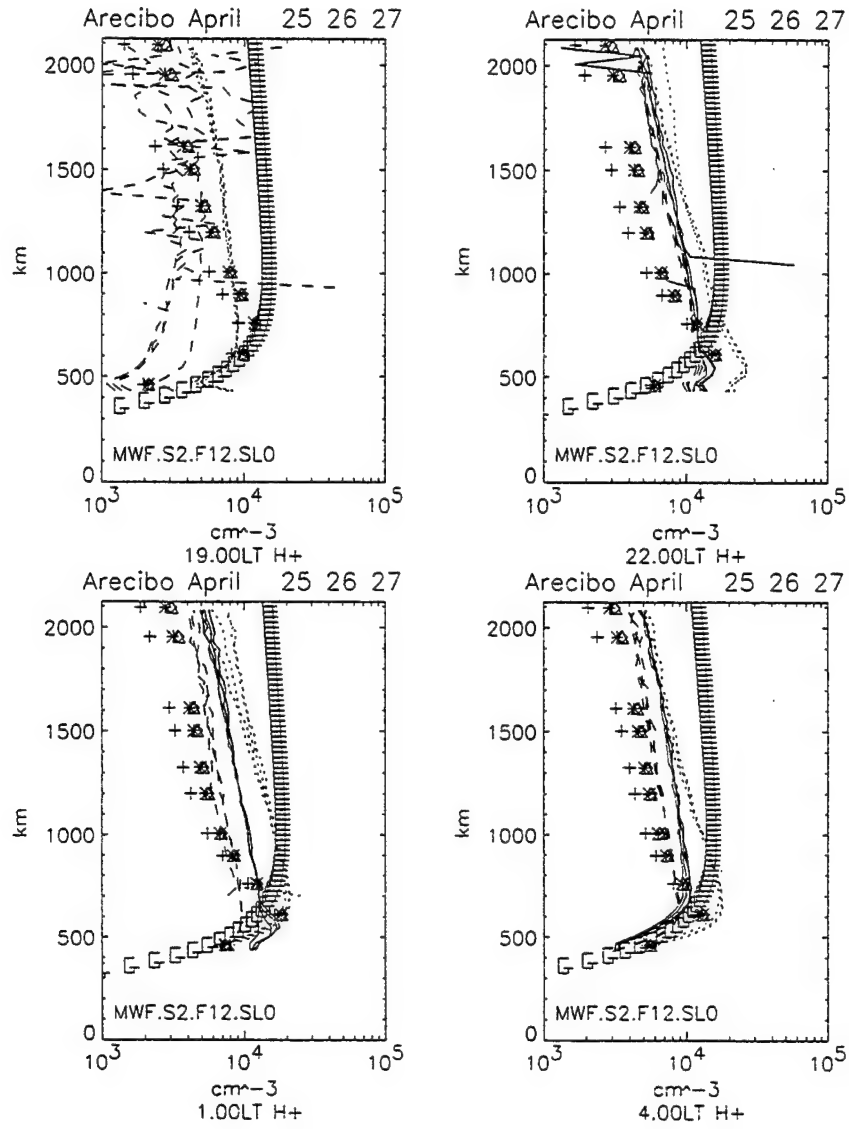 Arecibo April 25 26 27
2000
1500
1000
500
0
km
MWF.S2.F12.SL0
10^3 10^4 10^5
cm^-3
19.00LT H+
Arecibo April 25 26 27
2000
1500
1000
500
0
MWF.S2.F12.SL0
10^3 10^4 10^5
cm^-3
22.00LT H+
Arecibo April 25 26 27
2000
1500
1000
500
0
km
MWF.S2.F12.SL0
10^3 10^4 10^5
cm^-3
1.00LT H+
Arecibo April 25 26 27
2000
1500
1000
500
0
MWF.S2.F12.SL0
10^3 10^4 10^5
cm^-3
4.00LT H+